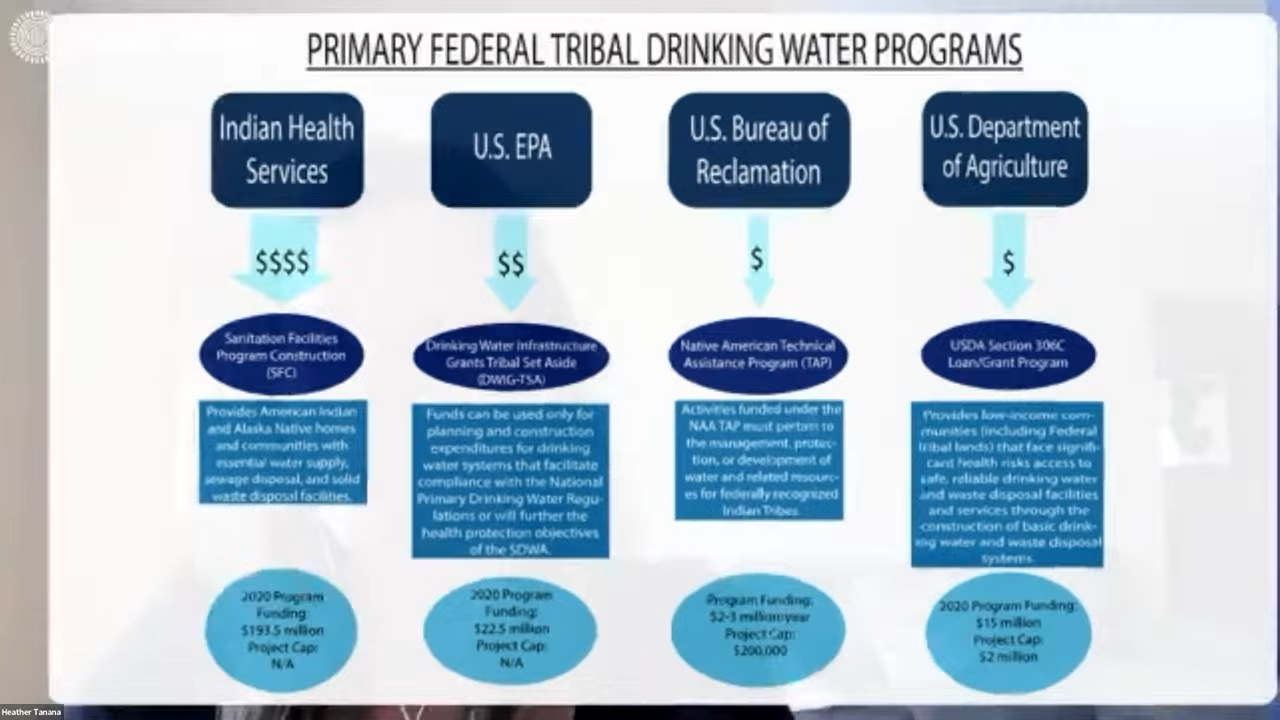 PRIMARY FEDERAL TRIBAL DRINKING WATER PROGRAMS
Indian Health
Services
$$$$
Sanitation Facilities
Program Construction
(SFC)
Provides American Indian
and Alaska Native homes
and communities with
essential water supply,
sewage disposal, and solid
waste disposal facilities.
2020 Program
Funding:
$193.5 million
Project Cap:
N/A
U.S. EPA
$$
Drinking Water Infrastructure
Grants Tribal Set Aside
(DWIG-TSA)
Funds can be used only for
planning and construction
expenditures for drinking
water systems that facilitate
compliance with the National
Primary Drinking Water Regu-
lations or will further the
health protection objectives
of the SDWA.
2020 Program
Funding:
$22.5 million
Project Cap:
N/A
U.S. Bureau of
Reclamation
$
Native American Technical
Assistance Program (TAP)
Activities funded under the
NAA TAP must pertain to
the management, protec-
tion, or development of
water and related resourc-
es for federally recognized
Indian Tribes.
Program Funding:
$2-3 million/year
Project Cap:
$200,000
U.S. Department
of Agriculture
$
USDA Section 306C
Loan/Grant Program
Provides low-income com-
munities (including Federal
tribal lands) that face signifi-
cant health risks access to
safe, reliable drinking water
and waste disposal facilities
and services through the
construction of basic drink-
ing water and waste disposal
systems.
2020 Program Funding:
$15 million
Project Cap:
$2 million
Heather Tanana